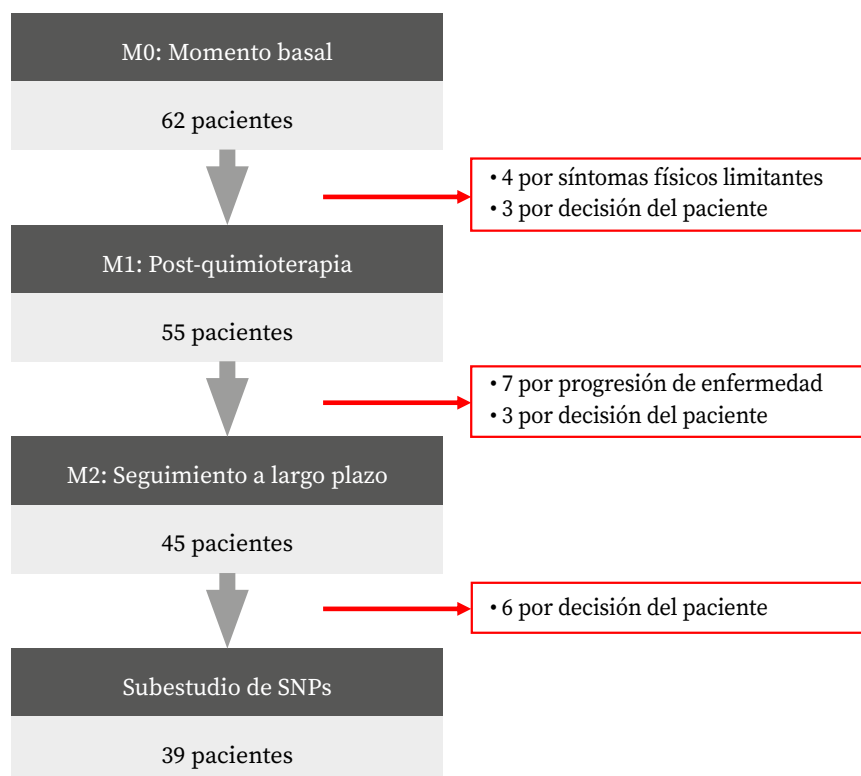 M0: Momento basal
62 pacientes
• 4 por síntomas físicos limitantes
• 3 por decisión del paciente
M1: Post-quimioterapia
55 pacientes
• 7 por progresión de enfermedad
• 3 por decisión del paciente
M2: Seguimiento a largo plazo
45 pacientes
• 6 por decisión del paciente
Subestudio de SNPs
39 pacientes